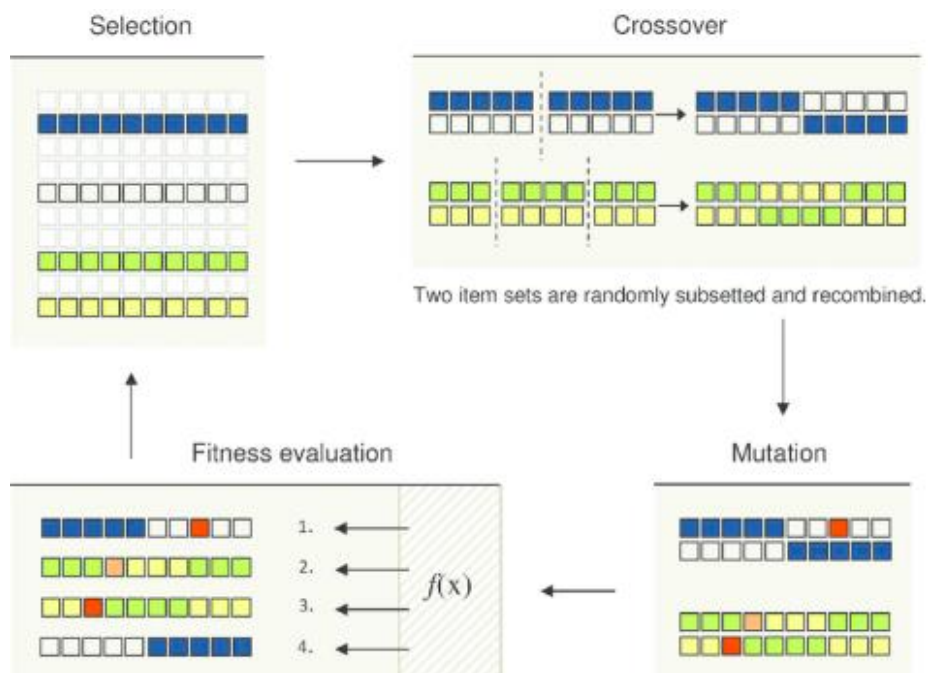 Selection
Crossover
Two item sets are randomly subsetted and recombined.
Fitness evaluation
Mutation
1.
2.
3.
4.
f(x)